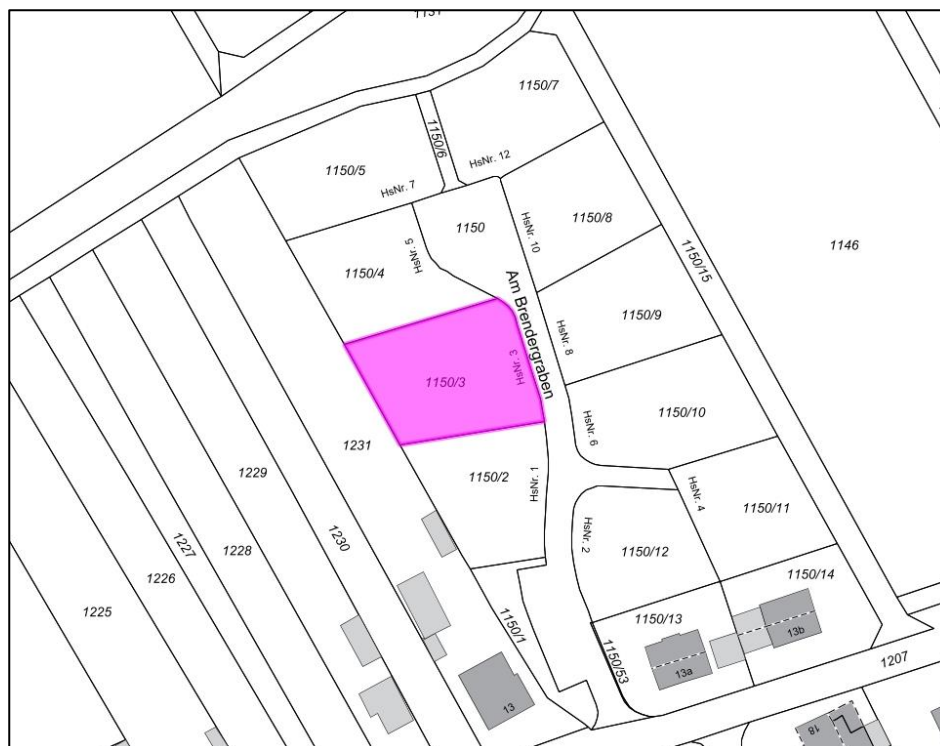 1131
1150/7
1150/6
HsNr. 12
1150/5
HsNr. 7
1150
HsNr. 10
1150/8
1146
HsNr. 5
1150/4
1150/15
Am Brendergraben
1150/9
HsNr. 8
HsNr. 3
1150/3
1150/10
HsNr. 6
1231
1229
1150/2
HsNr. 1
HsNr. 4
1150/11
1230
1227
1228
HsNr. 2
1150/12
1226
1225
1150/14
1150/1
1150/13
13b
1150/53
13a
1207
13
18